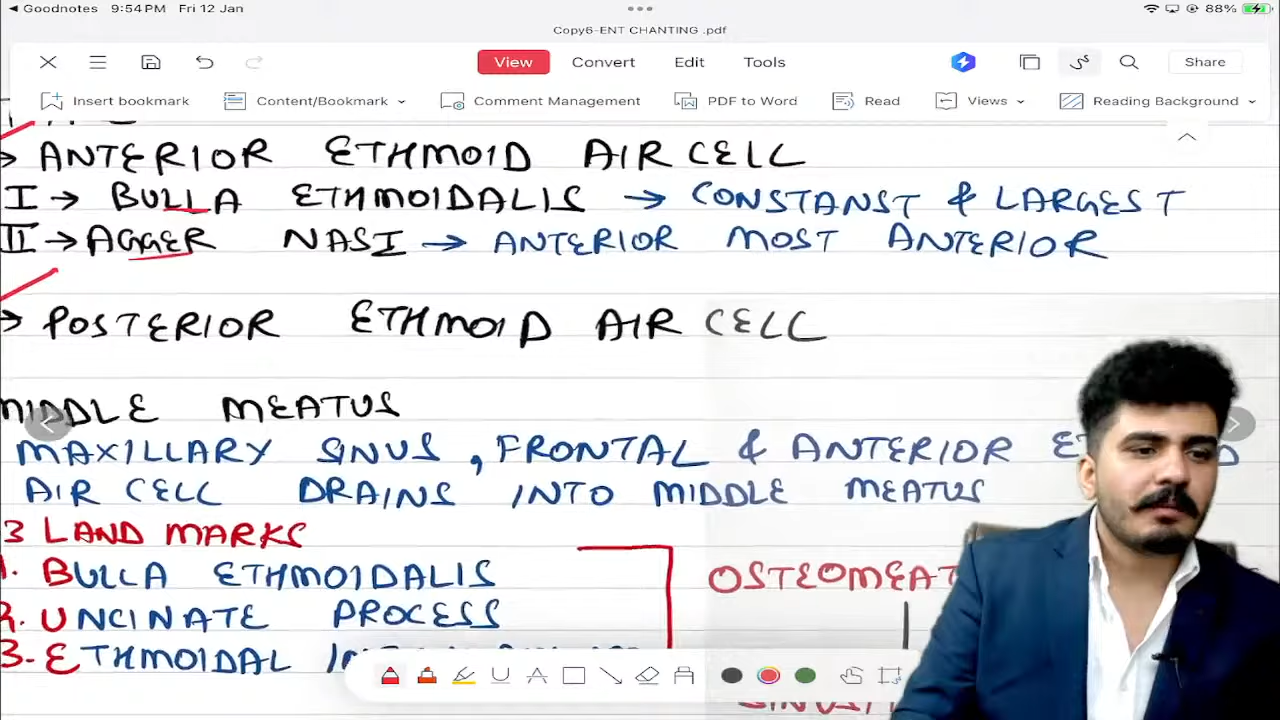 Goodnotes 9:54 PM Fri 12 Jan 88%
Copy6-ENT CHANTING .pdf
View Convert Edit Tools Share
Insert bookmark Content/Bookmark Comment Management PDF to Word Read Views Reading Background
→ ANTERIOR ETHMOID AIR CELL
I → BULLA ETHMOIDALIS → CONSTANST & LARGEST
II → AGGER NASI → ANTERIOR MOST ANTERIOR
→ POSTERIOR ETHMOID AIR CELL
MIDDLE MEATUS
MAXILLARY SINUS, FRONTAL & ANTERIOR
AIR CELL DRAINS INTO MIDDLE MEATUS
3 LAND MARKS
1. BULLA ETHMOIDALIS
2. UNCINATE PROCESS
3. ETHMOIDAL
OSTEOMEAT